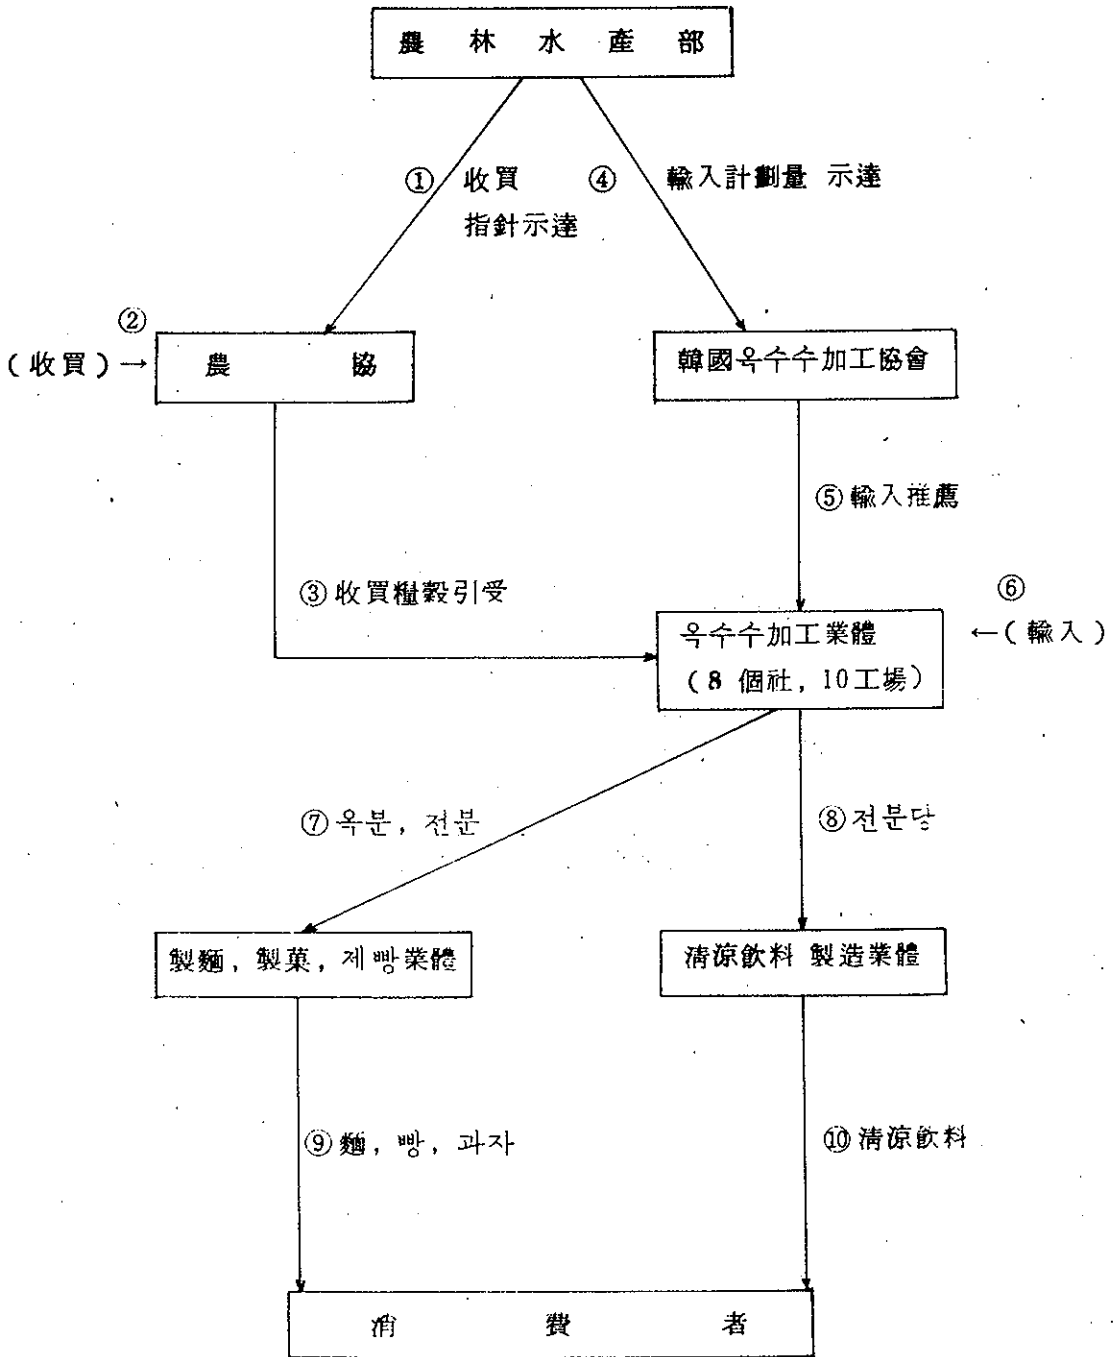 農林水產部
① 收買 ④ 輸入計劃量 示達
指針示達
②
(收買)→ 農協 韓國옥수수加工協會
⑤輸入推薦
③收買糧穀引受 ⑥
옥수수加工業體 ←(輸入)
(8 個社, 10工場)
⑦옥분, 전분 ⑧전분당
製麵, 製菓, 제빵業體 淸凉飮料 製造業體
⑨麵, 빵, 과자 ⑩淸凉飮料
消費者